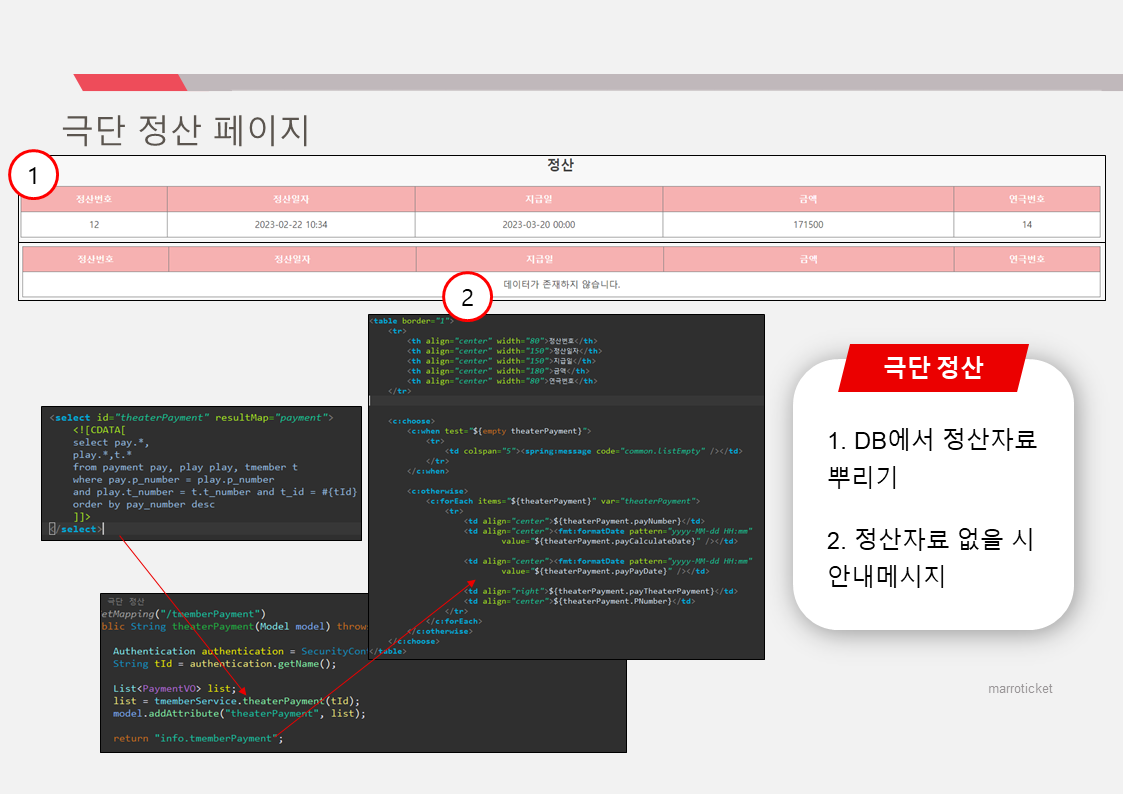 극단 정산 페이지
1
정산
정산번호 정산일자 지급일 금액 연극번호
12 2023-02-22 10:34 2023-03-20 00:00 171500 14
정산번호 정산일자 지급일 금액 연극번호
데이터가 존재하지 않습니다.
2
<table border="1">
<tr>
<th align="center" width="80">정산번호</th>
<th align="center" width="150">정산일자</th>
<th align="center" width="150">지급일</th>
<th align="center" width="180">금액</th>
<th align="center" width="80">연극번호</th>
</tr>
<c:choose>
<c:when test="${empty theaterPayment}">
<tr>
<td colspan="5"><spring:message code="common.listEmpty" /></td>
</tr>
</c:when>
<c:otherwise>
<c:forEach items="${theaterPayment}" var="theaterPayment">
<tr>
<td align="center">${theaterPayment.payNumber}</td>
<td align="center"><fmt:formatDate pattern="yyyy-MM-dd HH:mm"
value="${theaterPayment.payCalculateDate}" /></td>
<td align="center"><fmt:formatDate pattern="yyyy-MM-dd HH:mm"
value="${theaterPayment.payPayDate}" /></td>
<td align="right">${theaterPayment.payTheaterPayment}</td>
<td align="center">${theaterPayment.PNumber}</td>
</tr>
</c:forEach>
</c:otherwise>
</c:choose>
</table>
<select id="theaterPayment" resultMap="payment">
<![CDATA[
select pay.*,
play.*,t.*
from payment pay, play play, tmember t
where pay.p_number = play.p_number
and play.t_number = t.t_number and t_id = #{tId}
order by pay_number desc
]]>
</select>
극단 정산
etMapping("/tmemberPayment")
blic String theaterPayment(Model model) throws
Authentication authentication = SecurityCont
String tId = authentication.getName();
List<PaymentVO> list;
list = tmemberService.theaterPayment(tId);
model.addAttribute("theaterPayment", list);
return "info.tmemberPayment";
극단 정산
1. DB에서 정산자료
뿌리기
2. 정산자료 없을 시
안내메시지
marroticket